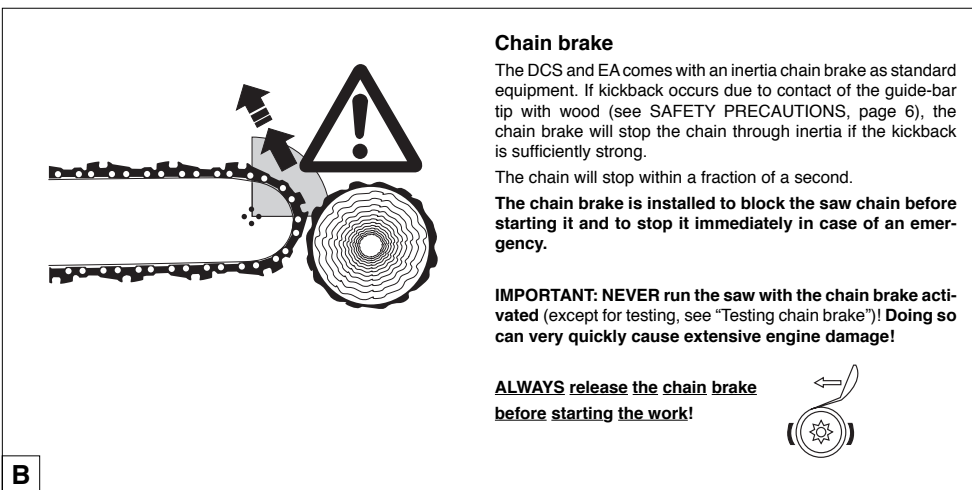 Chain brake
The DCS and EA comes with an inertia chain brake as standard
equipment. If kickback occurs due to contact of the guide-bar
tip with wood (see SAFETY PRECAUTIONS, page 6), the
chain brake will stop the chain through inertia if the kickback
is sufficiently strong.
The chain will stop within a fraction of a second.
The chain brake is installed to block the saw chain before
starting it and to stop it immediately in case of an emer-
gency.
IMPORTANT: NEVER run the saw with the chain brake acti-
vated (except for testing, see “Testing chain brake”)! Doing so
can very quickly cause extensive engine damage!
ALWAYS release the chain brake
before starting the work!
B